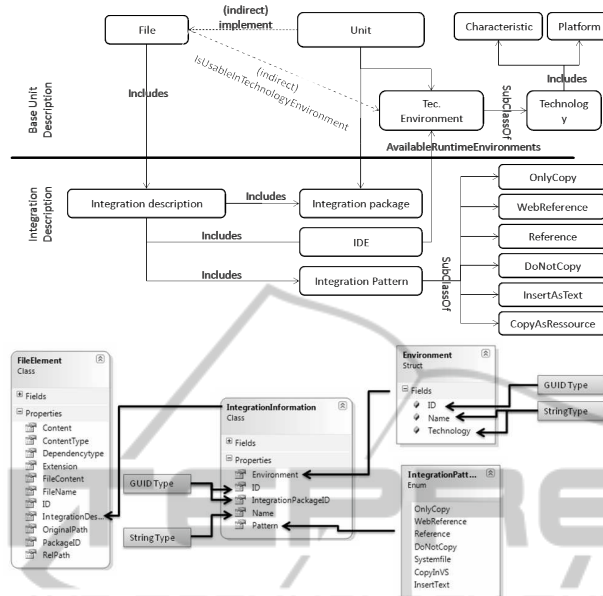 (indirect)
implement
File
Unit
Characteristic
Platform
(indirect)
IsUsableInTechnologyEnvironment
Includes
Includes
Base Unit
Description
Tec.
Environment
SubClassOf
Technolog
y
AvailableRuntimeEnvironments
Integration
Description
OnlyCopy
Integration description
Includes
Integration package
WebReference
Includes
IDE
Reference
SubClassOf
DoNotCopy
Includes
Integration Pattern
InsertAsText
CopyAsRessource
FileElement
Class
Fields
Properties
Content
ContentType
Dependencytype
Extension
FileContent
FileName
ID
IntegrationDes...
OriginalPath
PackageID
RelPath
GUID Type
StringType
IntegrationInformation
Class
Fields
Properties
Environment
ID
IntegrationPackageID
Name
Pattern
Environment
Struct
Fields
ID
Name
Technology
GUID Type
StringType
IntegrationPatt...
Enum
OnlyCopy
WebReference
Reference
DoNotCopy
Systemfile
CopyInVS
InsertText